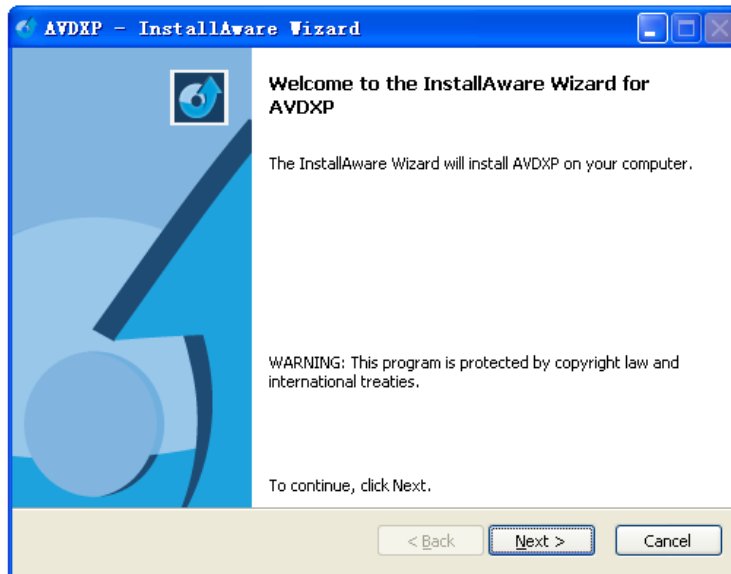 AVDXP - InstallAware Wizard
Welcome to the InstallAware Wizard for
AVDXP
The InstallAware Wizard will install AVDXP on your computer.
WARNING: This program is protected by copyright law and
international treaties.
To continue, click Next.
< Back
Next >
Cancel